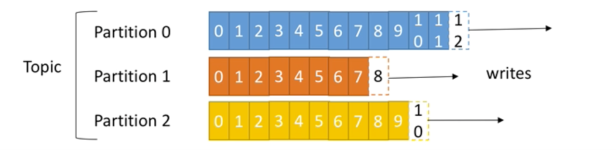 Topic
Partition 0
0 1 2 3 4 5 6 7 8 9 10 11 12
Partition 1
0 1 2 3 4 5 6 7 8
writes
Partition 2
0 1 2 3 4 5 6 7 8 9 10